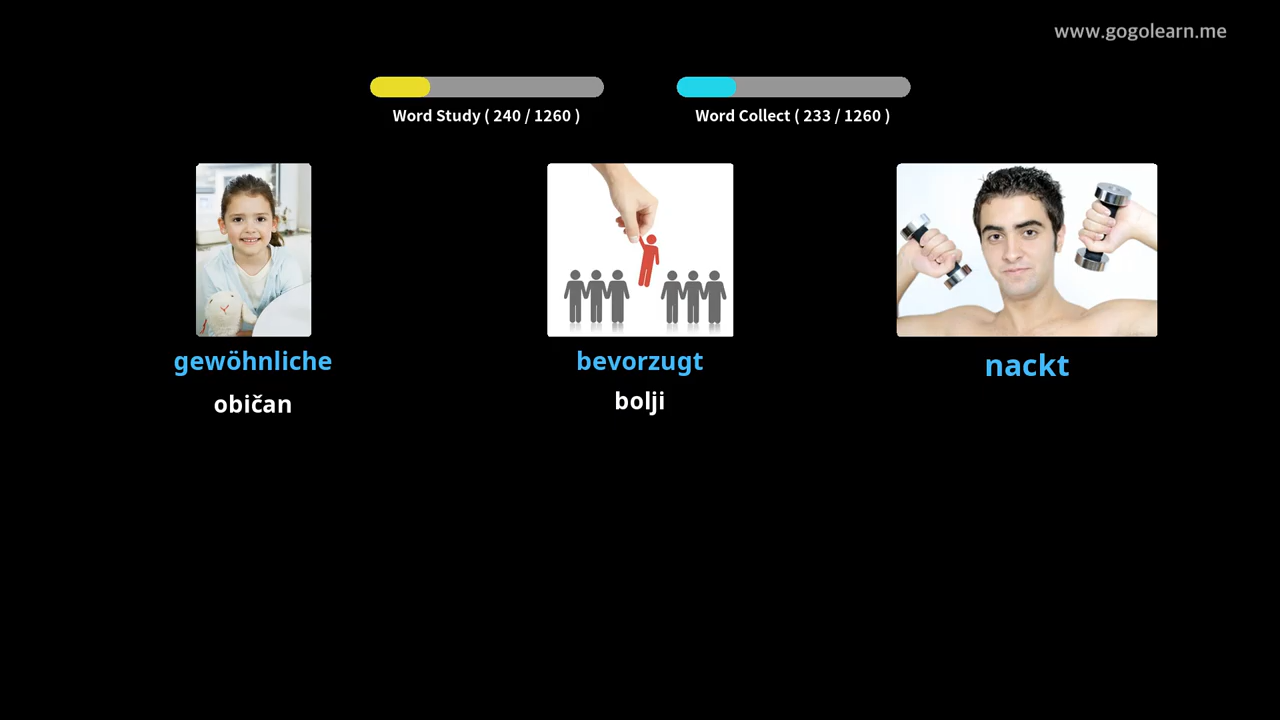 www.gogolearn.me
Word Study ( 240 / 1260 )
Word Collect ( 233 / 1260 )
gewöhnliche
običan
bevorzugt
bolji
nackt